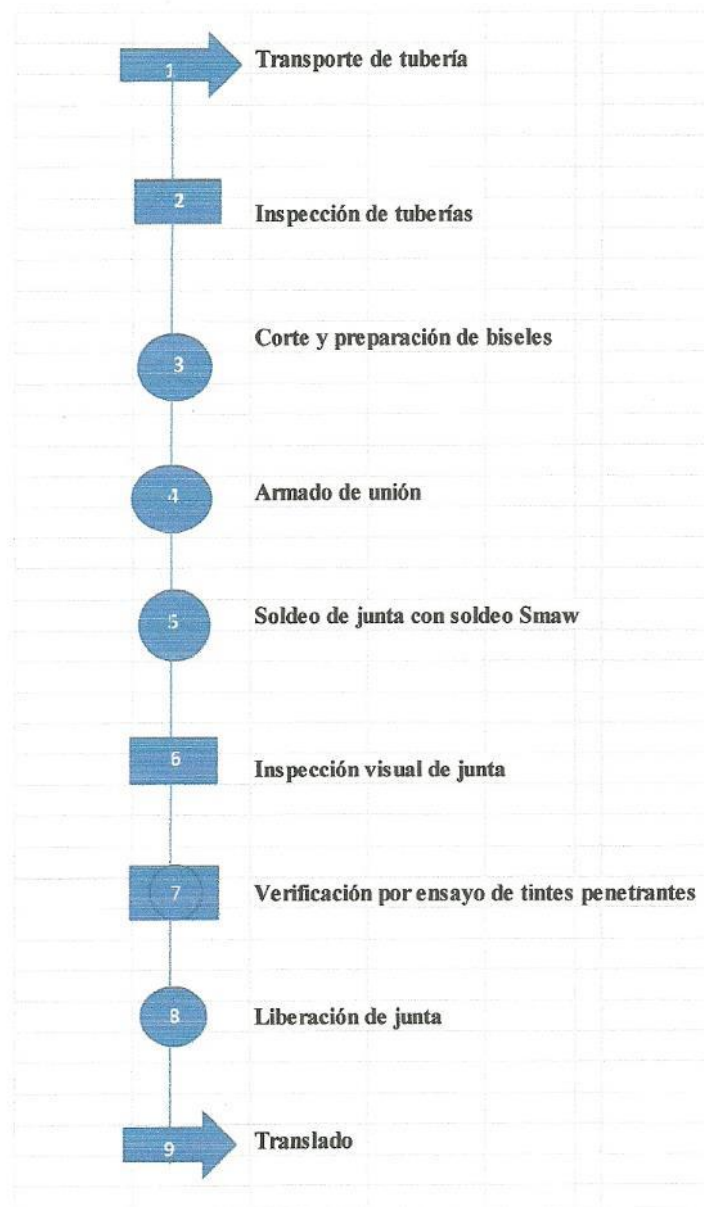 1 Transporte de tubería
2 Inspección de tuberías
3 Corte y preparación de biseles
4 Armado de unión
5 Soldeo de junta con soldeo Smaw
6 Inspección visual de junta
7 Verificación por ensayo de tintes penetrantes
8 Liberación de junta
9 Translado